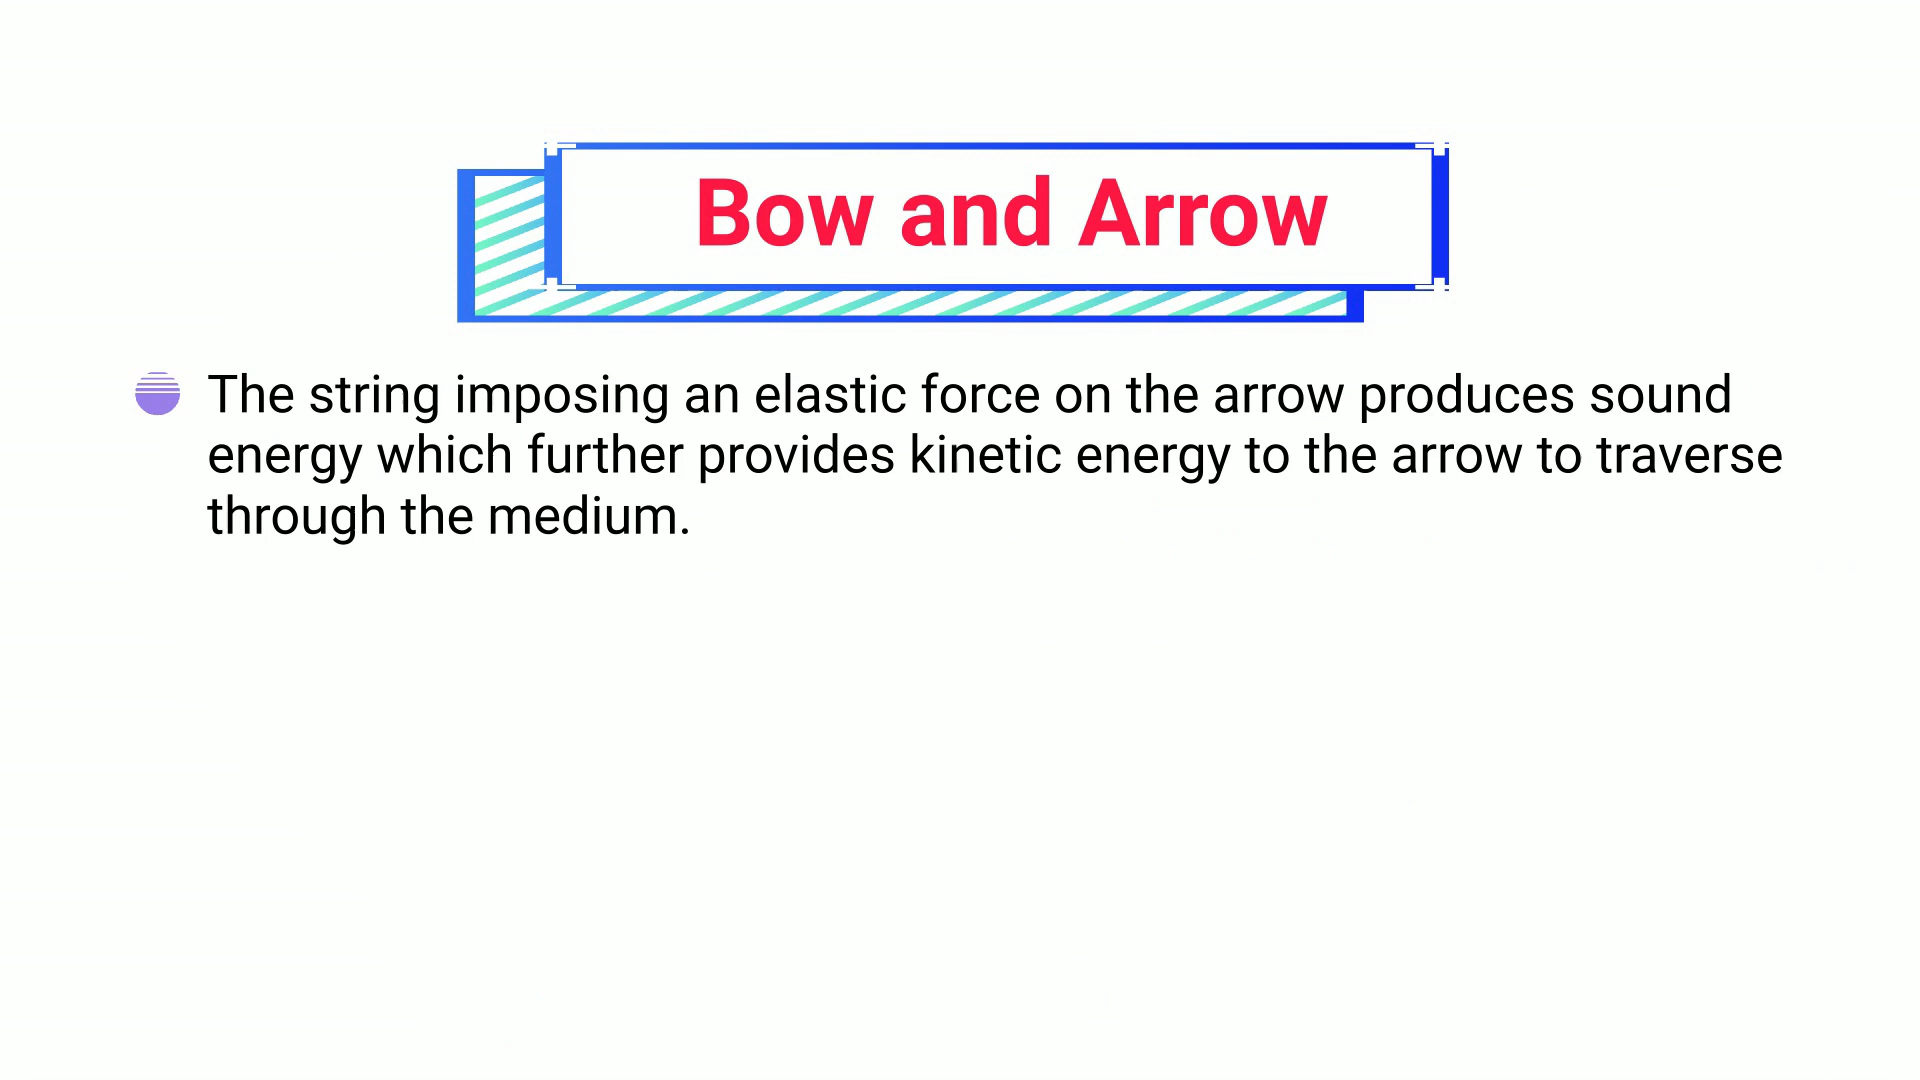 Bow and Arrow
The string imposing an elastic force on the arrow produces sound
energy which further provides kinetic energy to the arrow to traverse
through the medium.